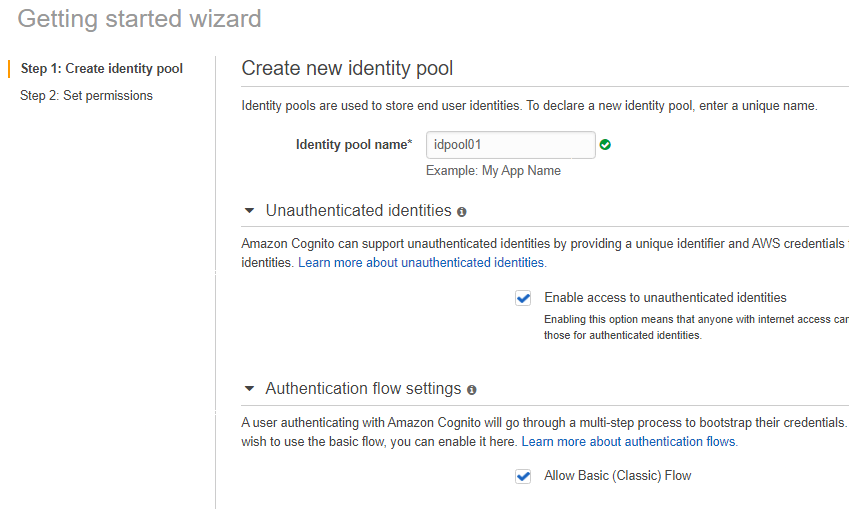 Getting started wizard
Step 1: Create identity pool
Step 2: Set permissions
Create new identity pool
Identity pools are used to store end user identities. To declare a new identity pool, enter a unique name.
Identity pool name* idpool01
Example: My App Name
Unauthenticated identities
Amazon Cognito can support unauthenticated identities by providing a unique identifier and AWS credentials
identities. Learn more about unauthenticated identities.
Enable access to unauthenticated identities
Enabling this option means that anyone with internet access can
those for authenticated identities.
Authentication flow settings
A user authenticating with Amazon Cognito will go through a multi-step process to bootstrap their credentials.
wish to use the basic flow, you can enable it here. Learn more about authentication flows.
Allow Basic (Classic) Flow